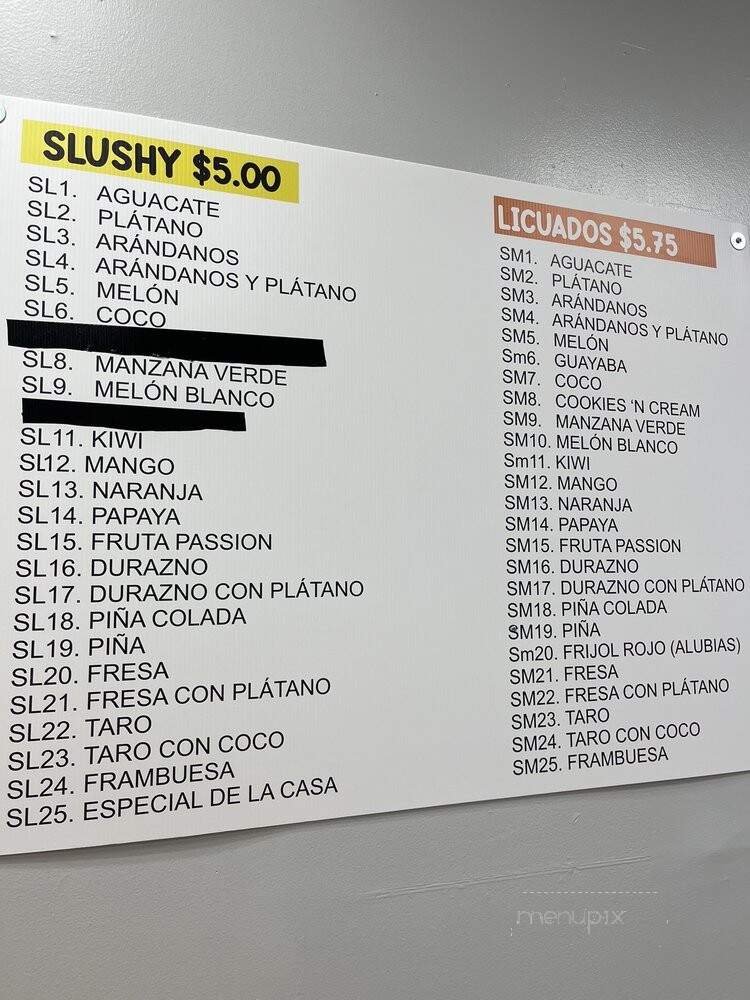 SLUSHY $5.00
SL1. AGUACATE
SL2. PLÁTANO
SL3. ARÁNDANOS
SL4. ARÁNDANOS Y PLÁTANO
SL5. MELÓN
SL6. COCO
SL8. MANZANA VERDE
SL9. MELÓN BLANCO
SL11. KIWI
SL12. MANGO
SL13. NARANJA
SL14. PAPAYA
SL15. FRUTA PASSION
SL16. DURAZNO
SL17. DURAZNO CON PLÁTANO
SL18. PIÑA COLADA
SL19. PIÑA
SL20. FRESA
SL21. FRESA CON PLÁTANO
SL22. TARO
SL23. TARO CON COCO
SL24. FRAMBUESA
SL25. ESPECIAL DE LA CASA
LICUADOS $5.75
SM1. AGUACATE
SM2. PLÁTANO
SM3. ARÁNDANOS
SM4. ARÁNDANOS Y PLÁTANO
SM5. MELÓN
Sm6. GUAYABA
SM7. COCO
SM8. COOKIES 'N CREAM
SM9. MANZANA VERDE
SM10. MELÓN BLANCO
Sm11. KIWI
SM12. MANGO
SM13. NARANJA
SM14. PAPAYA
SM15. FRUTA PASSION
SM16. DURAZNO
SM17. DURAZNO CON PLÁTANO
SM18. PIÑA COLADA
SM19. PIÑA
Sm20. FRIJOL ROJO (ALUBIAS)
SM21. FRESA
SM22. FRESA CON PLÁTANO
SM23. TARO
SM24. TARO CON COCO
SM25. FRAMBUESA
menupix